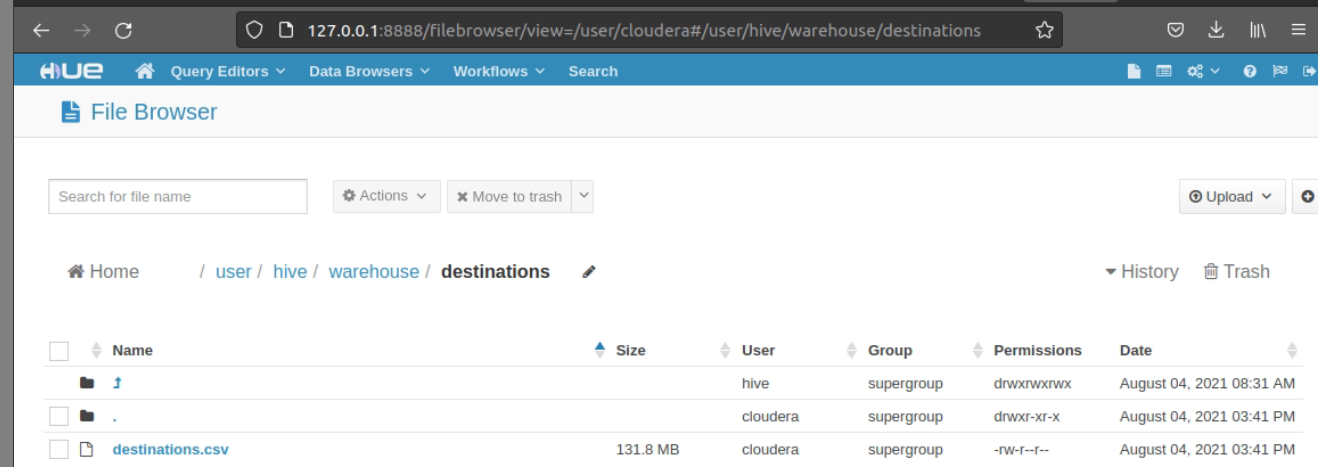 127.0.0.1:8888/filebrowser/view=/user/cloudera#/user/hive/warehouse/destinations
HUE Query Editors Data Browsers Workflows Search
File Browser
Search for file name Actions Move to trash Upload
Home / user / hive / warehouse / destinations History Trash
Name Size User Group Permissions Date
hive supergroup drwxrwxrwx August 04, 2021 08:31 AM
. cloudera supergroup drwxr-xr-x August 04, 2021 03:41 PM
destinations.csv 131.8 MB cloudera supergroup -rw-r--r-- August 04, 2021 03:41 PM